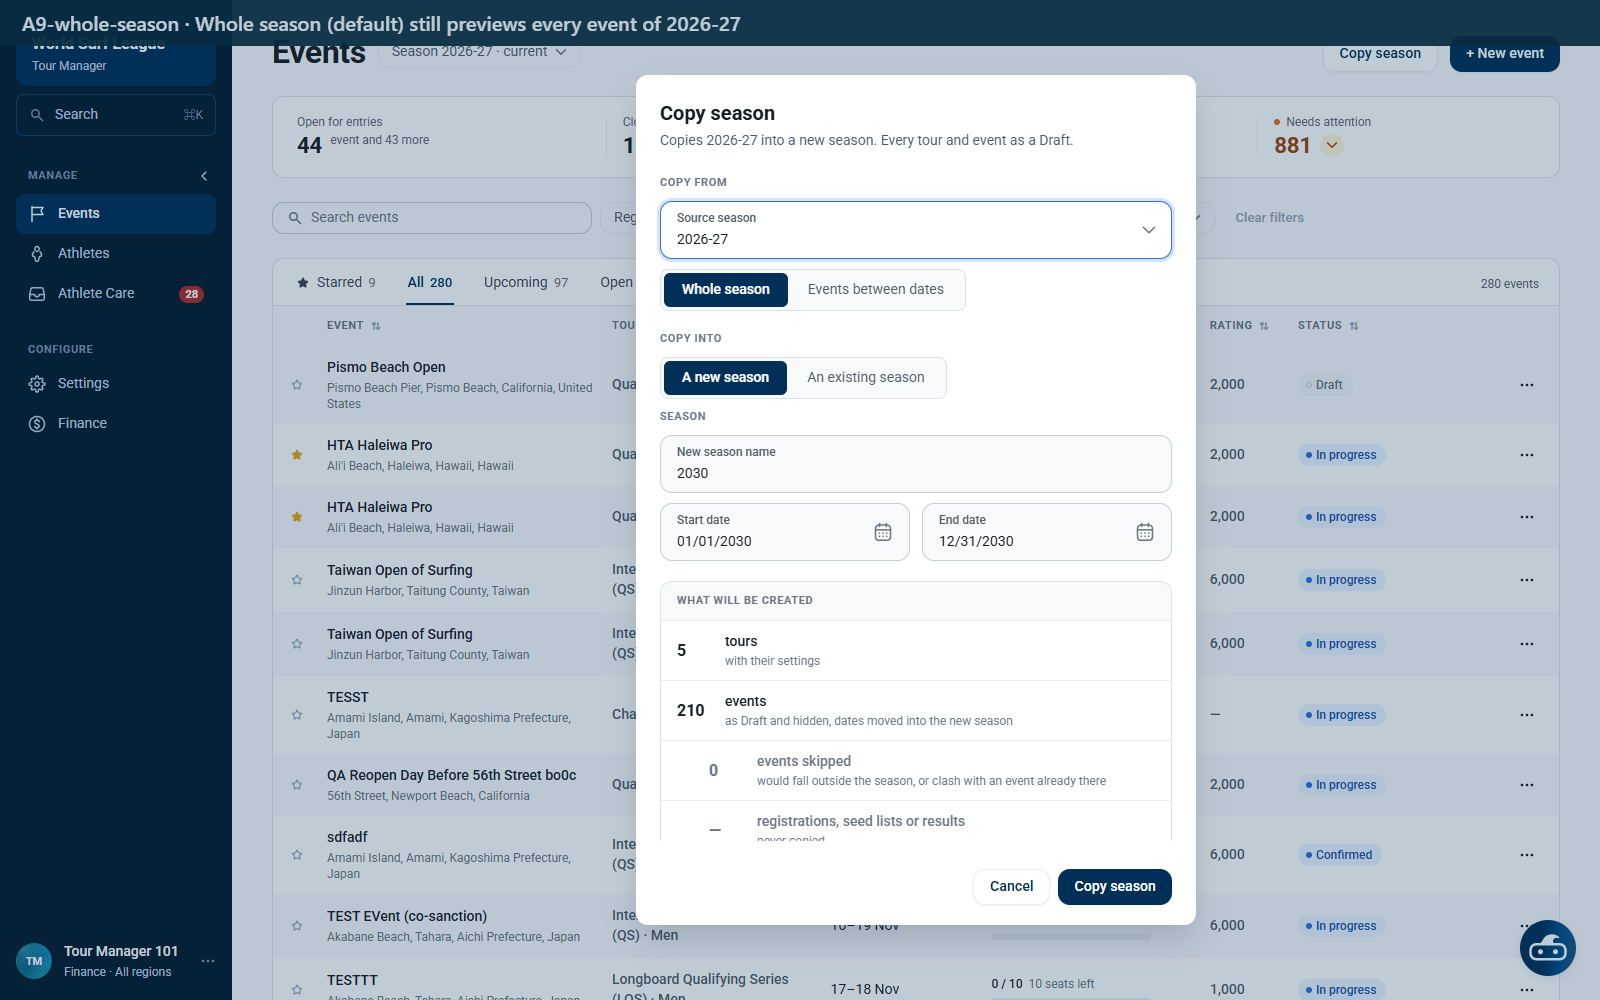 A9-whole-season · Whole season (default) still previews every event of 2026-27
World Surf League
Tour Manager
Search
⌘K
MANAGE
Events
Athletes
Athlete Care
28
CONFIGURE
Settings
Finance
TM
Tour Manager 101
Finance · All regions
Events
Season 2026-27 · current
Copy season
+ New event
Open for entries
44 event and 43 more
Needs attention
881
Search events
Clear filters
Starred 9
All 280
Upcoming 97
Open
280 events
EVENT
RATING
STATUS
Pismo Beach Open
Pismo Beach Pier, Pismo Beach, California, United
States
2,000
Draft
HTA Haleiwa Pro
Ali'i Beach, Haleiwa, Hawaii, Hawaii
2,000
In progress
HTA Haleiwa Pro
Ali'i Beach, Haleiwa, Hawaii, Hawaii
2,000
In progress
Taiwan Open of Surfing
Jinzun Harbor, Taitung County, Taiwan
6,000
In progress
Taiwan Open of Surfing
Jinzun Harbor, Taitung County, Taiwan
6,000
In progress
TESST
Amami Island, Amami, Kagoshima Prefecture,
Japan
—
In progress
QA Reopen Day Before 56th Street bo0c
56th Street, Newport Beach, California
2,000
In progress
sdfadf
Amami Island, Amami, Kagoshima Prefecture,
Japan
6,000
Confirmed
TEST EVent (co-sanction)
Akabane Beach, Tahara, Aichi Prefecture, Japan
(QS) · Men
16–19 Nov
6,000
In progress
TESTTT
Longboard Qualifying Series
(LQS) · Men
17–18 Nov
0 / 10 10 seats left
1,000
In progress
Copy season
Copies 2026-27 into a new season. Every tour and event as a Draft.
COPY FROM
Source season
2026-27
Whole season
Events between dates
COPY INTO
A new season
An existing season
SEASON
New season name
2030
Start date
01/01/2030
End date
12/31/2030
WHAT WILL BE CREATED
5 tours
with their settings
210 events
as Draft and hidden, dates moved into the new season
0 events skipped
would fall outside the season, or clash with an event already there
— registrations, seed lists or results
never copied
Cancel
Copy season